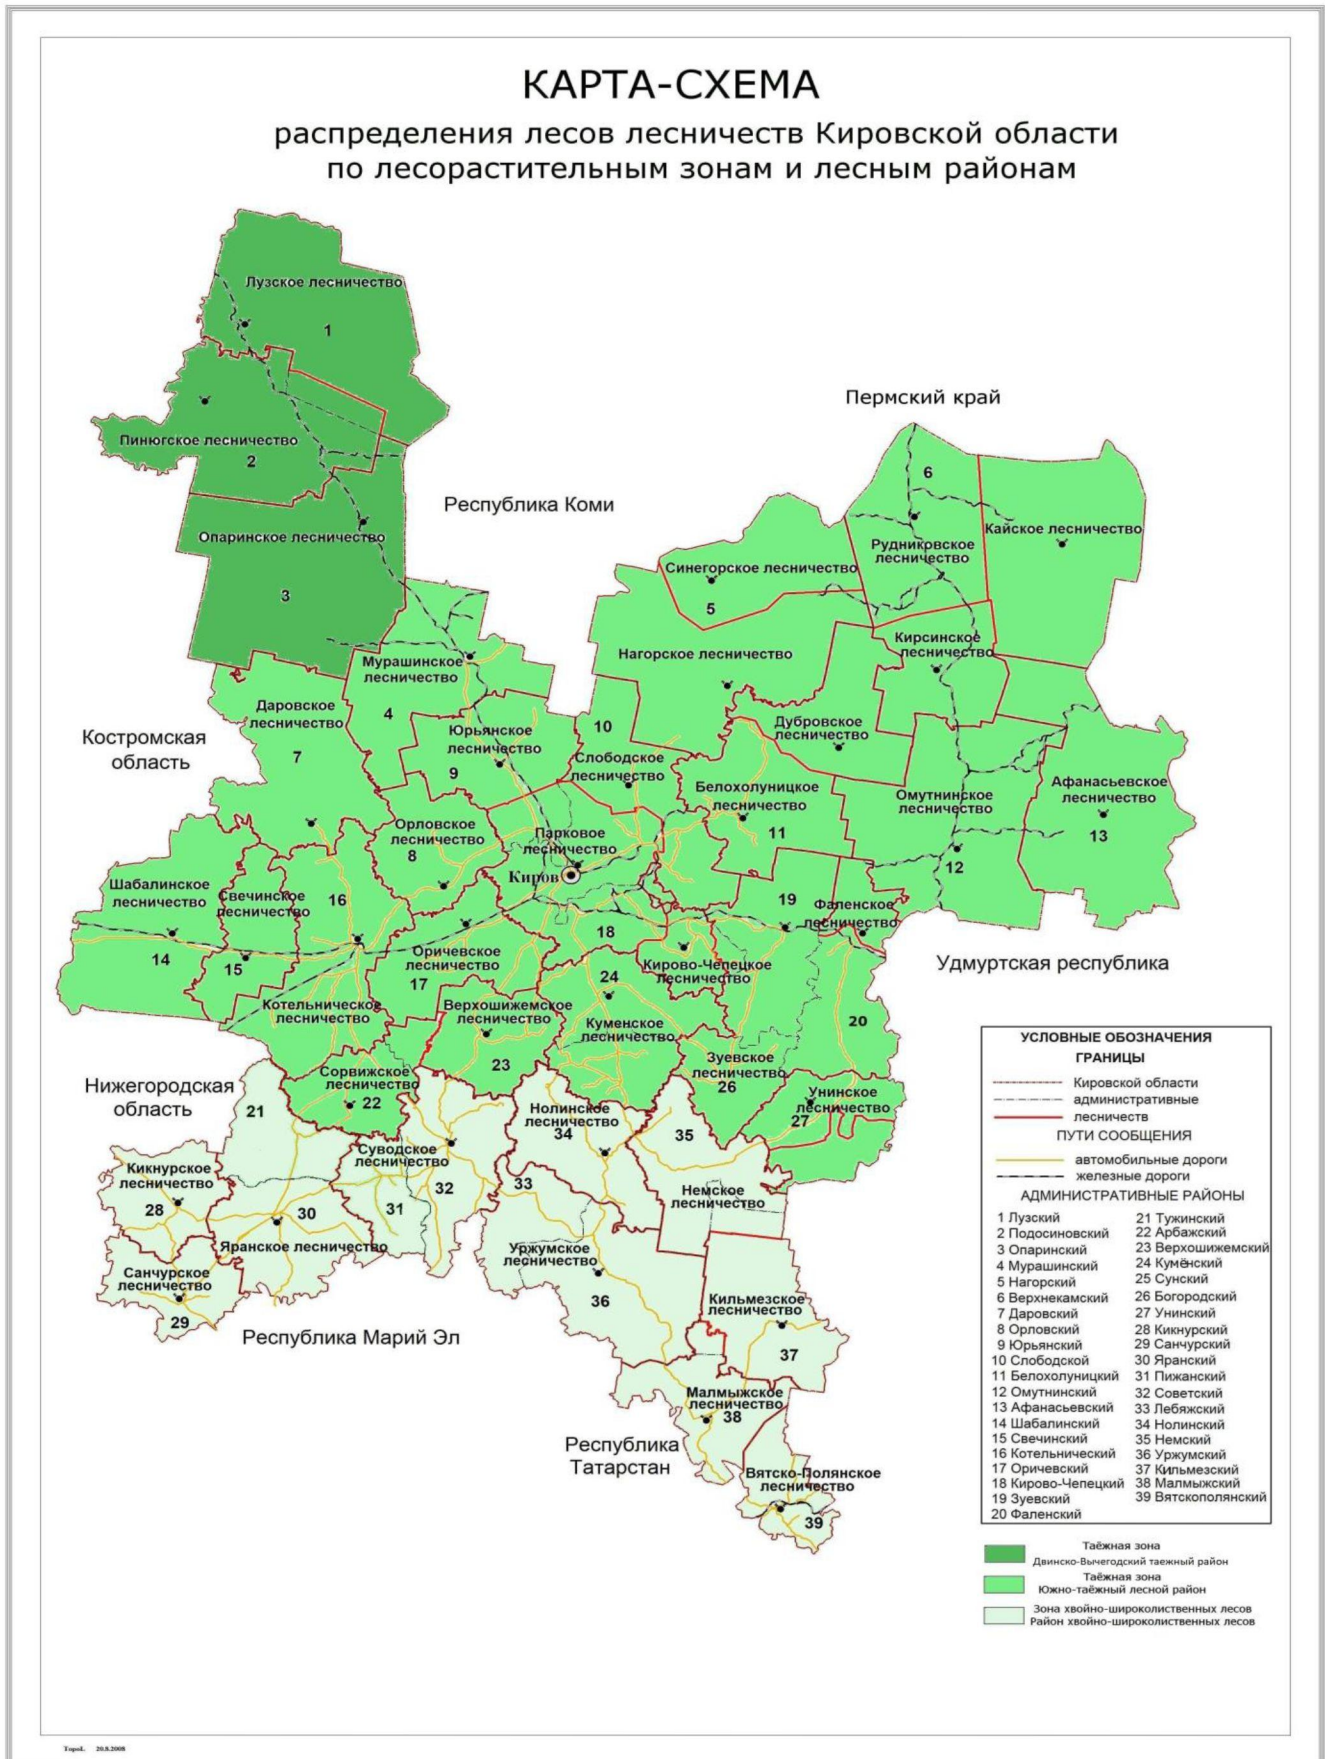 КАРТА-СХЕМА
распределения лесов лесничеств Кировской области
по лесорастительным зонам и лесным районам
Лузское лесничество
1
Пермский край
Пинюгское лесничество
2
6
Республика Коми
Опаринское лесничество
Кайское лесничество
Рудниковское
лесничество
Синегорское лесничество
3
5
Кирсинское
лесничество
Нагорское лесничество
Мурашинское
лесничество
4
Даровское
лесничество
7
10
Дубровское
лесничество
Юрьянское
лесничество
9
Костромская
область
Слободское
лесничество
Белохолуницкое
лесничество
11
Омутнинское
лесничество
12
Афанасьевское
лесничество
13
Орловское
лесничество
8
Парковое
лесничество
Киров
Шабалинское
лесничество
14
Свечинское
лесничество
15
16
19
Фаленское
лесничество
18
Оричевское
лесничество
17
Кирово-Чепецкое
лесничество
Удмуртская республика
24
Котельническое
лесничество
Верхошижемское
лесничество
23
Куменское
лесничество
20
Зуевское
лесничество
26
Сорвижское
лесничество
22
Нижегородская
область
21
Унинское
лесничество
27
Нолинское
лесничество
34
35
Суводское
лесничество
Кикнурское
лесничество
28
32
33
31
Немское
лесничество
30
Яранское лесничество
Уржумское
лесничество
36
Санчурское
лесничество
29
Кильмезское
лесничество
37
Республика Марий Эл
Малмыжское
лесничество
38
Республика
Татарстан
Вятско-Полянское
лесничество
39
УСЛОВНЫЕ ОБОЗНАЧЕНИЯ
ГРАНИЦЫ
Кировской области
административные
лесничеств
ПУТИ СООБЩЕНИЯ
автомобильные дороги
железные дороги
АДМИНИСТРАТИВНЫЕ РАЙОНЫ
1 Лузский
2 Подосиновский
3 Опаринский
4 Мурашинский
5 Нагорский
6 Верхнекамский
7 Даровский
8 Орловский
9 Юрьянский
10 Слободской
11 Белохолуницкий
12 Омутнинский
13 Афанасьевский
14 Шабалинский
15 Свечинский
16 Котельнический
17 Оричевский
18 Кирово-Чепецкий
19 Зуевский
20 Фаленский
21 Тужинский
22 Арбажский
23 Верхошижемский
24 Кумёнский
25 Сунский
26 Богородский
27 Унинский
28 Кикнурский
29 Санчурский
30 Яранский
31 Пижанский
32 Советский
33 Лебяжский
34 Нолинский
35 Немский
36 Уржумский
37 Кильмезский
38 Малмыжский
39 Вятскополянский
Таёжная зона
Двинско-Вычегодский таежный район
Таёжная зона
Южно-таёжный лесной район
Зона хвойно-широколиственных лесов
Район хвойно-широколиственных лесов
TopoL 20.8.2008